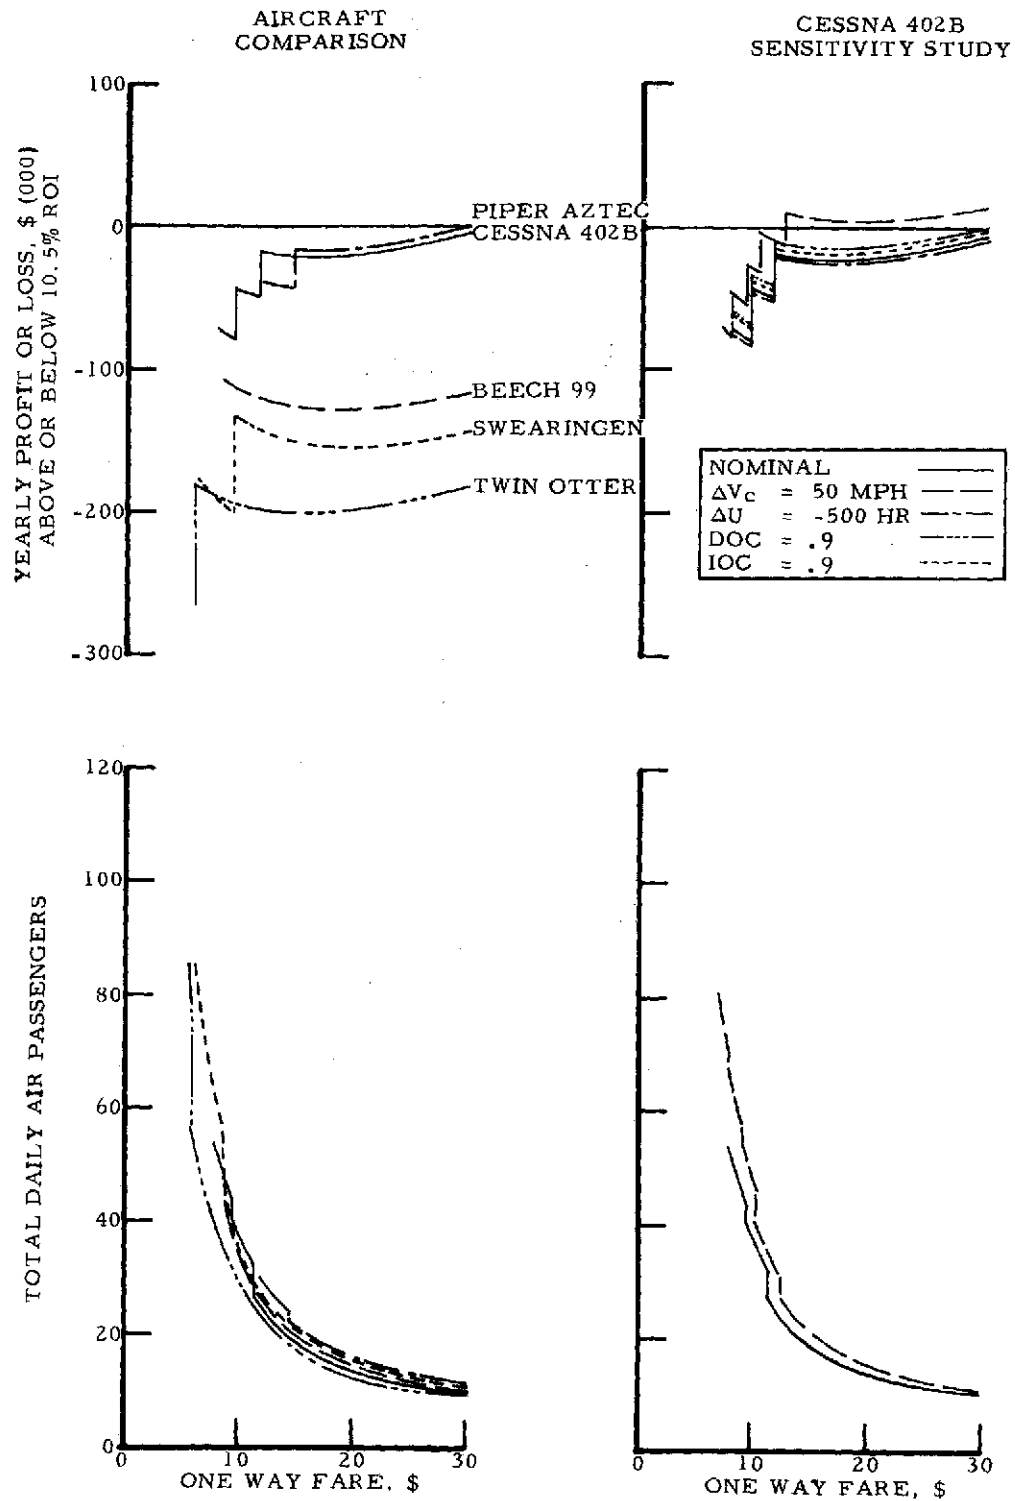 AIRCRAFT
COMPARISON
CESSNA 402B
SENSITIVITY STUDY
YEARLY PROFIT OR LOSS, $ (000)
ABOVE OR BELOW 10.5% ROI
100
0
-100
-200
-300
PIPER AZTEC
CESSNA 402B
BEECH 99
SWEARINGEN
TWIN OTTER
NOMINAL
ΔVc = 50 MPH
ΔU = -500 HR
DOC = .9
IOC = .9
TOTAL DAILY AIR PASSENGERS
120
100
80
60
40
20
0
0 10 20 30
ONE WAY FARE, $
0 10 20 30
ONE WAY FARE, $